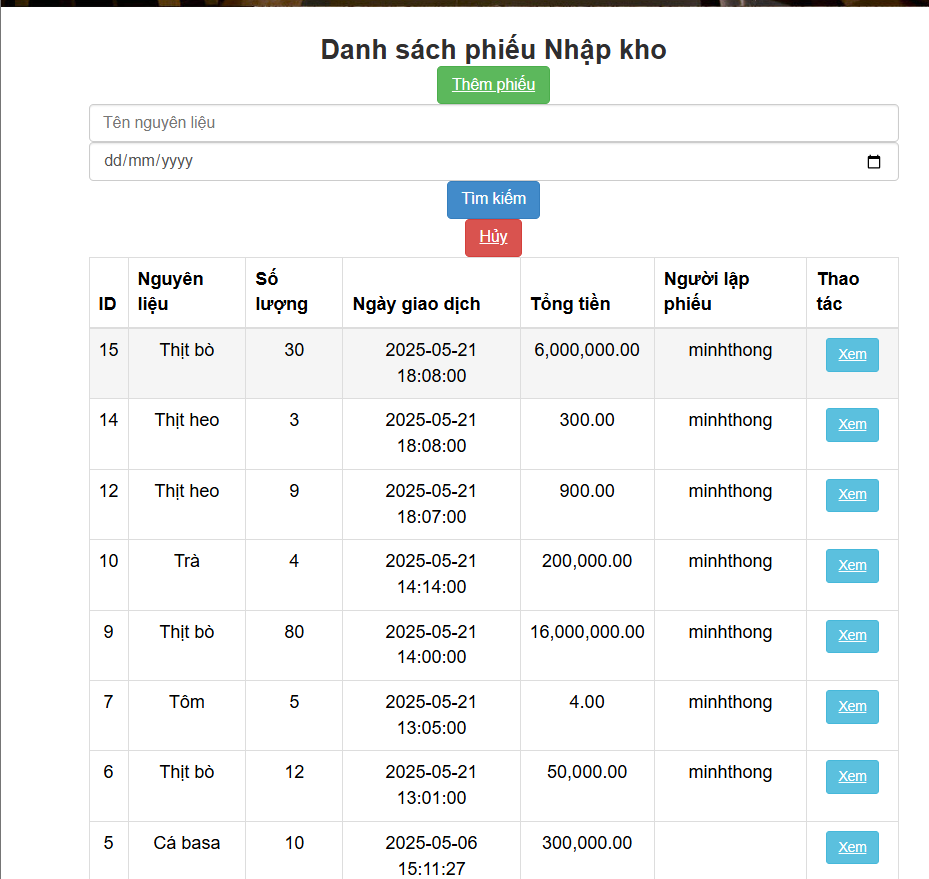 Danh sách phiếu Nhập kho
Thêm phiếu
Tên nguyên liệu
dd/mm/yyyy
Tìm kiếm
Hủy
ID Nguyên liệu Số lượng Ngày giao dịch Tổng tiền Người lập phiếu Thao tác
15 Thịt bò 30 2025-05-21 18:08:00 6,000,000.00 minhthong Xem
14 Thịt heo 3 2025-05-21 18:08:00 300.00 minhthong Xem
12 Thịt heo 9 2025-05-21 18:07:00 900.00 minhthong Xem
10 Trà 4 2025-05-21 14:14:00 200,000.00 minhthong Xem
9 Thịt bò 80 2025-05-21 14:00:00 16,000,000.00 minhthong Xem
7 Tôm 5 2025-05-21 13:05:00 4.00 minhthong Xem
6 Thịt bò 12 2025-05-21 13:01:00 50,000.00 minhthong Xem
5 Cá basa 10 2025-05-06 15:11:27 300,000.00 Xem